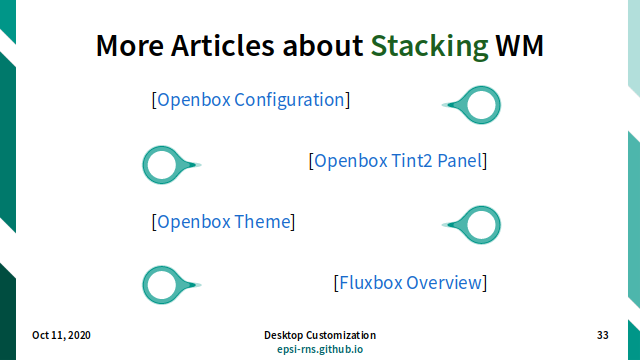 More Articles about Stacking WM
[Openbox Configuration]
[Openbox Tint2 Panel]
[Openbox Theme]
[Fluxbox Overview]
Oct 11, 2020
Desktop Customization
epsi-rns.github.io
33